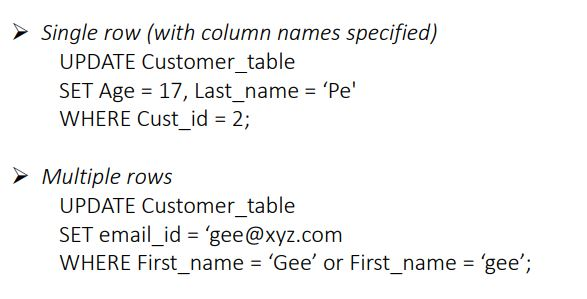 ➢ Single row (with column names specified)
UPDATE Customer_table
SET Age = 17, Last_name = ‘Pe'
WHERE Cust_id = 2;
➢ Multiple rows
UPDATE Customer_table
SET email_id = ‘gee@xyz.com
WHERE First_name = ‘Gee’ or First_name = ‘gee’;